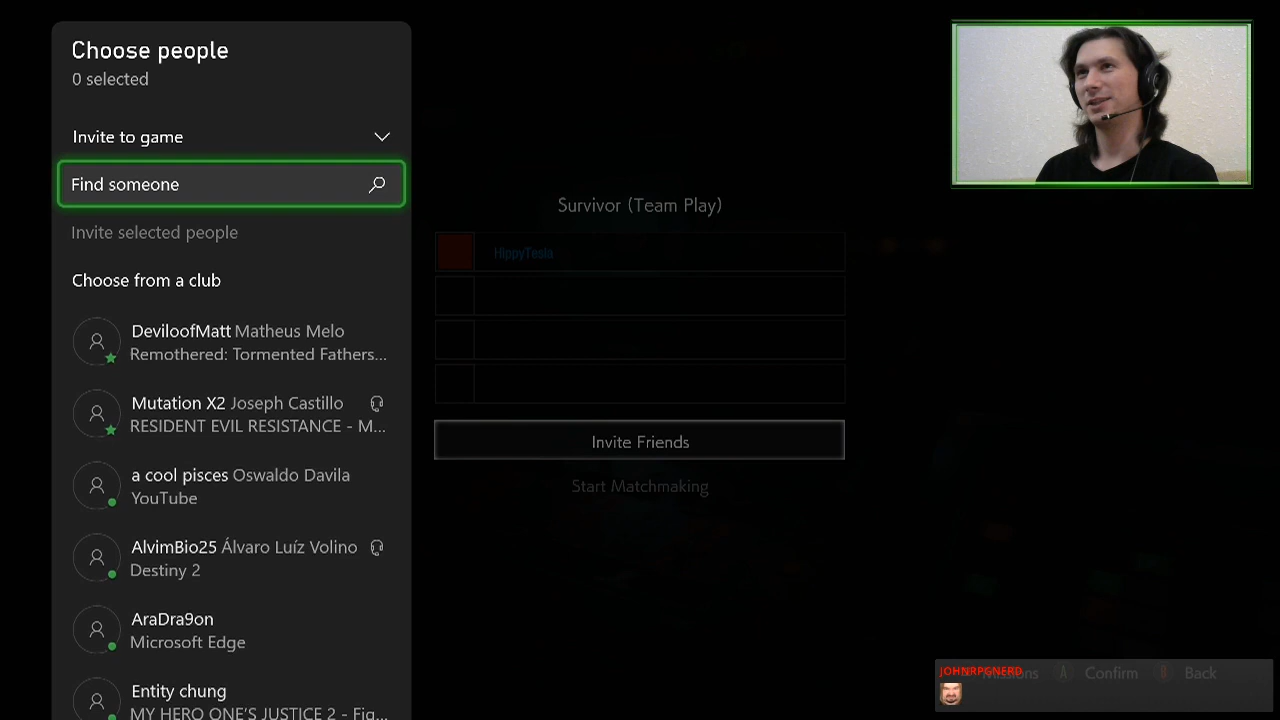 Choose people
0 selected
Invite to game
Find someone
Invite selected people
Choose from a club
DeviloofMatt Matheus Melo
Remothered: Tormented Fathers...
Mutation X2 Joseph Castillo
RESIDENT EVIL RESISTANCE - M...
a cool pisces Oswaldo Davila
YouTube
AlvimBio25 Álvaro Luíz Volino
Destiny 2
AraDra9on
Microsoft Edge
Entity chung
MY HERO ONE'S JUSTICE 2 - Fig...
Survivor (Team Play)
HippyTesla
Invite Friends
Start Matchmaking
JOHNRPGNERD
Missions A Confirm B Back